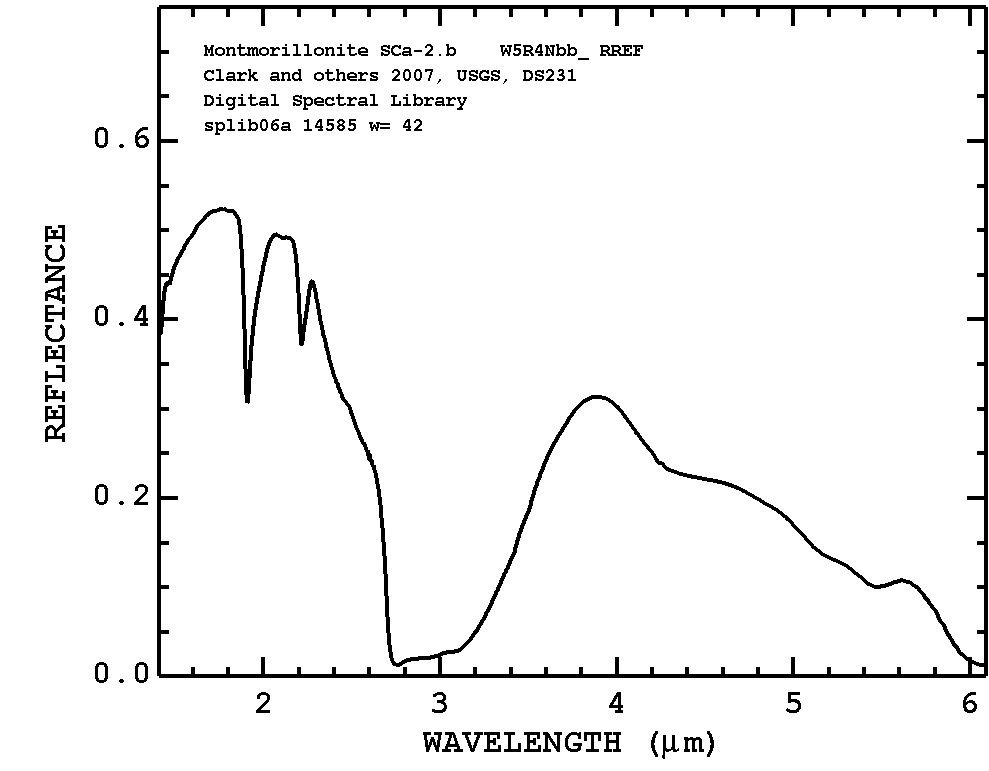 Montmorillonite SCa-2.b W5R4Nbb_ RREF
Clark and others 2007, USGS, DS231
Digital Spectral Library
splib06a 14585 w= 42
0.6
0.4
0.2
0.0
REFLECTANCE
2 3 4 5 6
WAVELENGTH (μm)